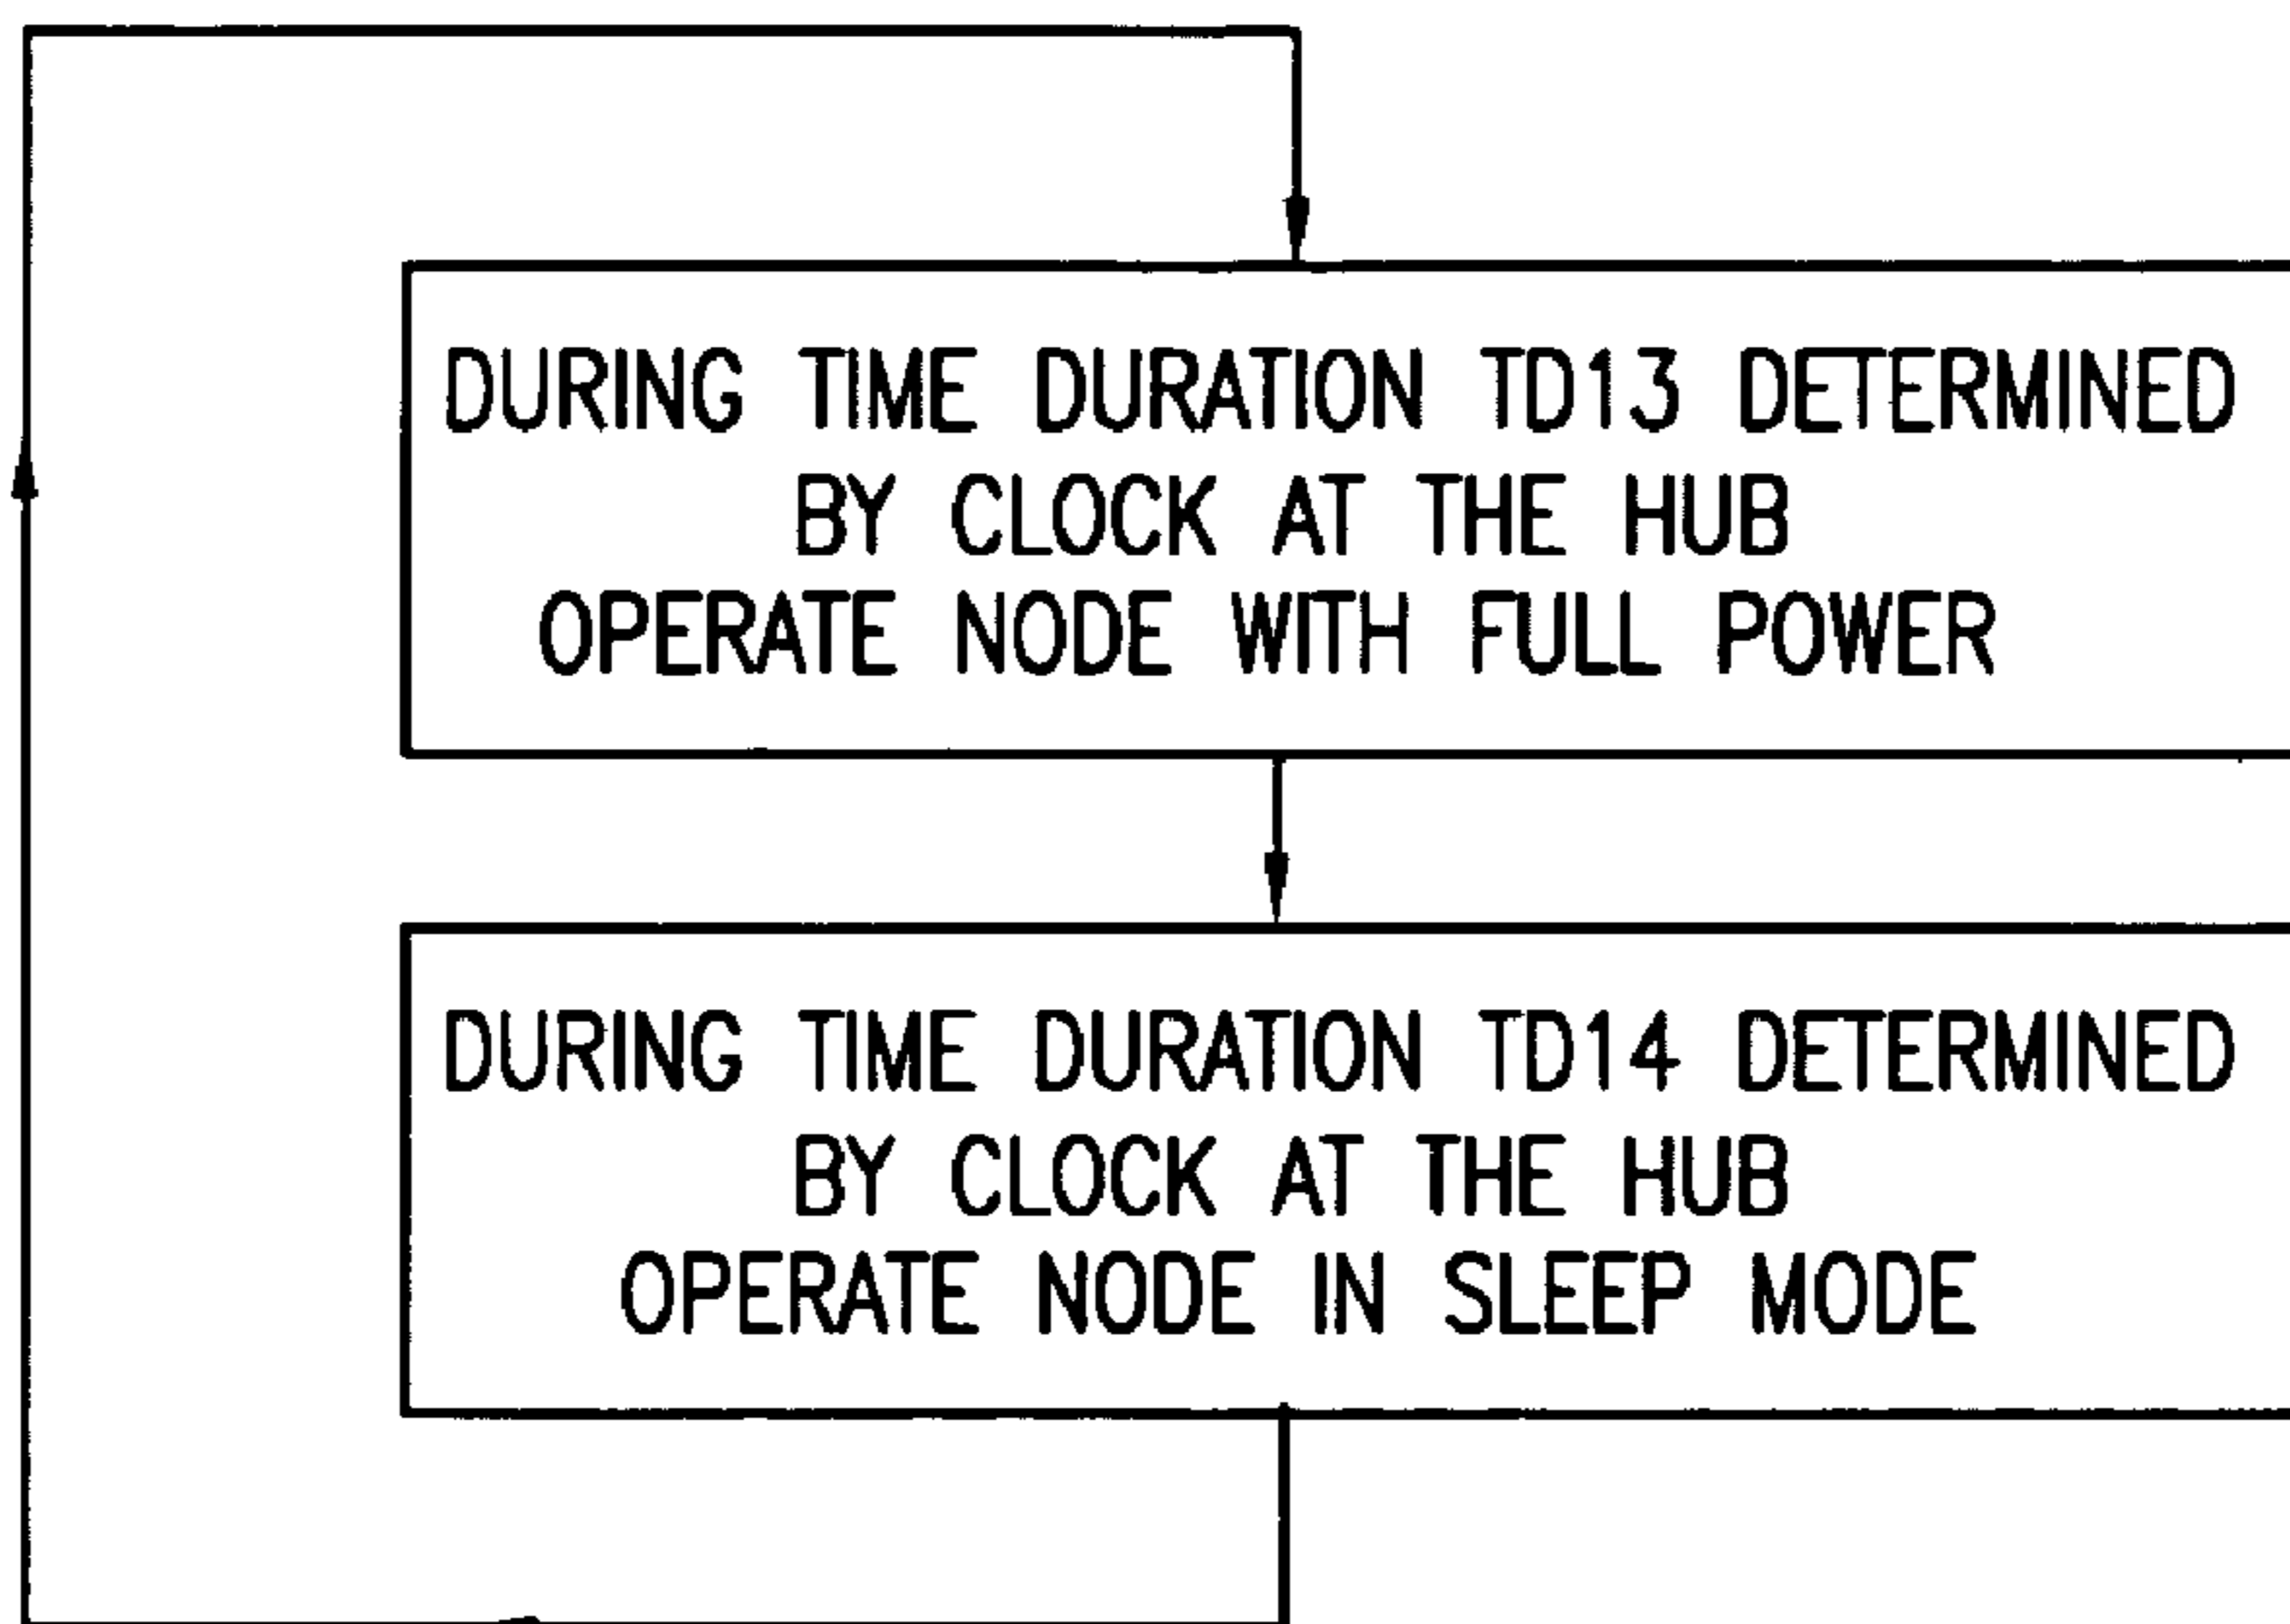 DURING TIME DURATION TD13 DETERMINED
BY CLOCK AT THE HUB
OPERATE NODE WITH FULL POWER
DURING TIME DURATION TD14 DETERMINED
BY CLOCK AT THE HUB
OPERATE NODE IN SLEEP MODE